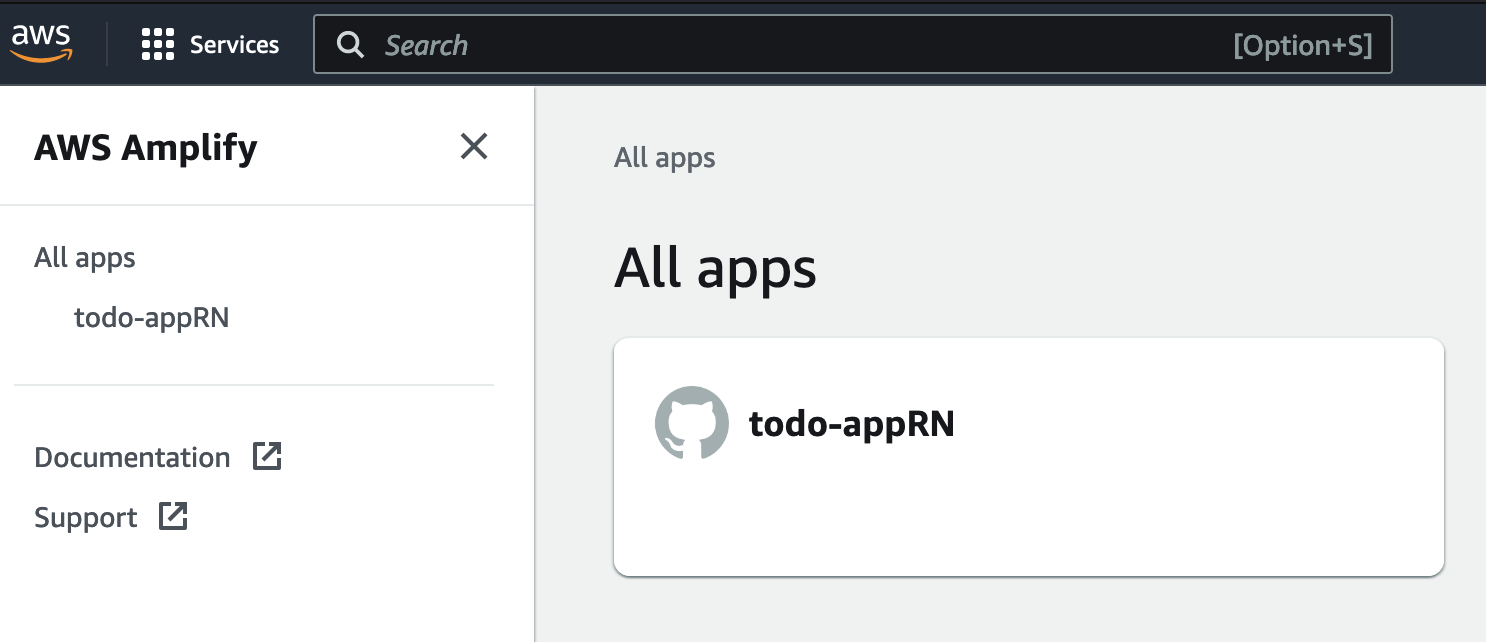 aws Services Search [Option+S]
AWS Amplify
All apps
todo-appRN
Documentation
Support
All apps
All apps
todo-appRN